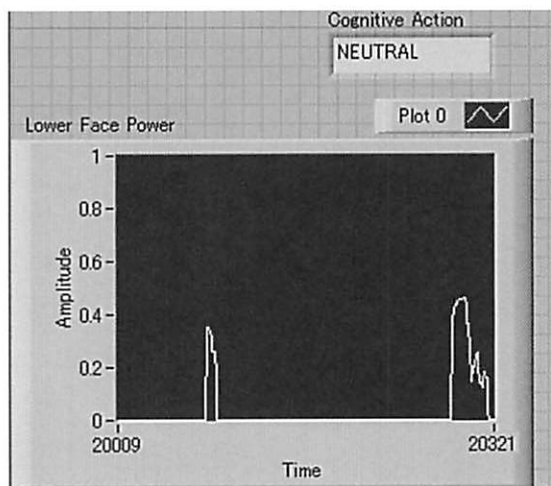 Cognitive Action
NEUTRAL
Lower Face Power
Plot 0
1
0.8
0.6
0.4
0.2
0
Amplitude
20009
20321
Time